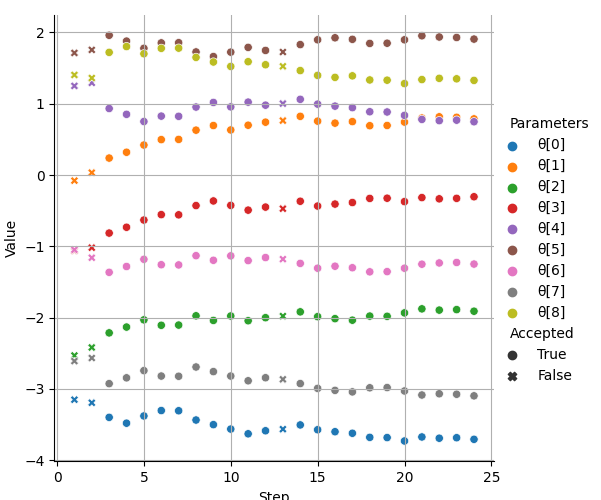 2
1
0
−1
−2
−3
−4
Value
0
5
10
15
20
25
Step
Parameters
θ[0]
θ[1]
θ[2]
θ[3]
θ[4]
θ[5]
θ[6]
θ[7]
θ[8]
Accepted
True
False